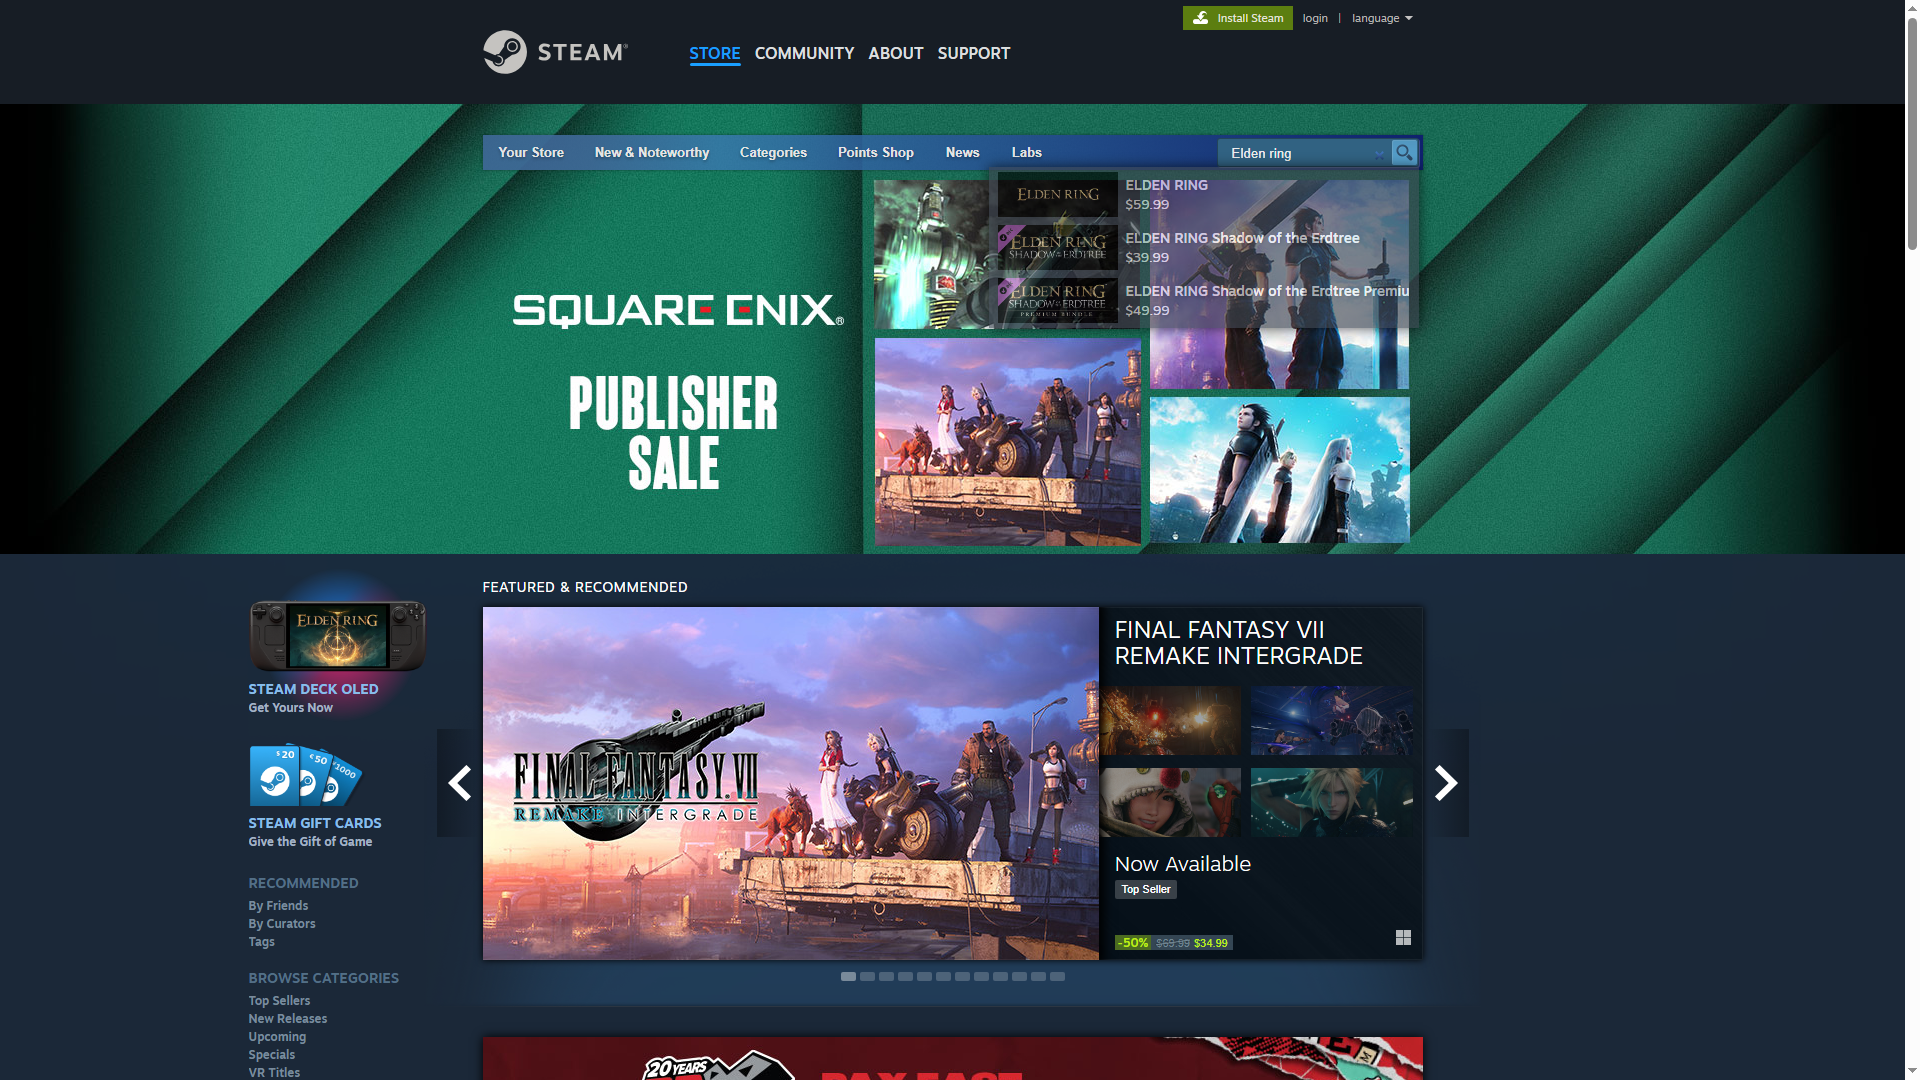 Install Steam
login | language
STEAM®
STORE COMMUNITY ABOUT SUPPORT
Your Store New & Noteworthy Categories Points Shop News Labs
Elden ring
ELDEN RING
ELDEN RING
$59.99
ELDEN RING
SHADOW OF THE ERDTREE
ELDEN RING Shadow of the Erdtree
$39.99
ELDEN RING
SHADOW OF THE ERDTREE
PREMIUM BUNDLE
ELDEN RING Shadow of the Erdtree Premiu
$49.99
SQUARE ENIX®
PUBLISHER
SALE
FEATURED & RECOMMENDED
ELDEN RING
STEAM DECK OLED
Get Yours Now
$20
€50
1000
STEAM GIFT CARDS
Give the Gift of Game
RECOMMENDED
By Friends
By Curators
Tags
BROWSE CATEGORIES
Top Sellers
New Releases
Upcoming
Specials
VR Titles
FINAL FANTASY VII
REMAKE INTERGRADE
FINAL FANTASY VII
REMAKE INTERGRADE
Now Available
Top Seller
-50% $69.99 $34.99
20 YEARS
PAX EAST